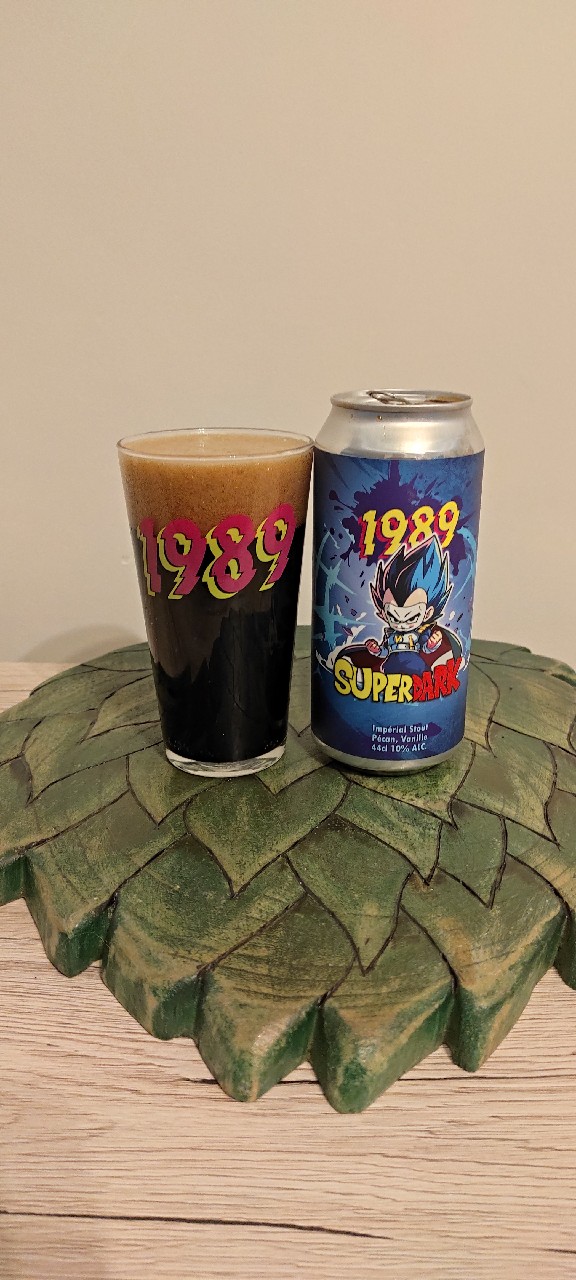 1989
1989
SUPERDARK
Impérial Stout
Pécan, Vanille
44cl 10% Alc.